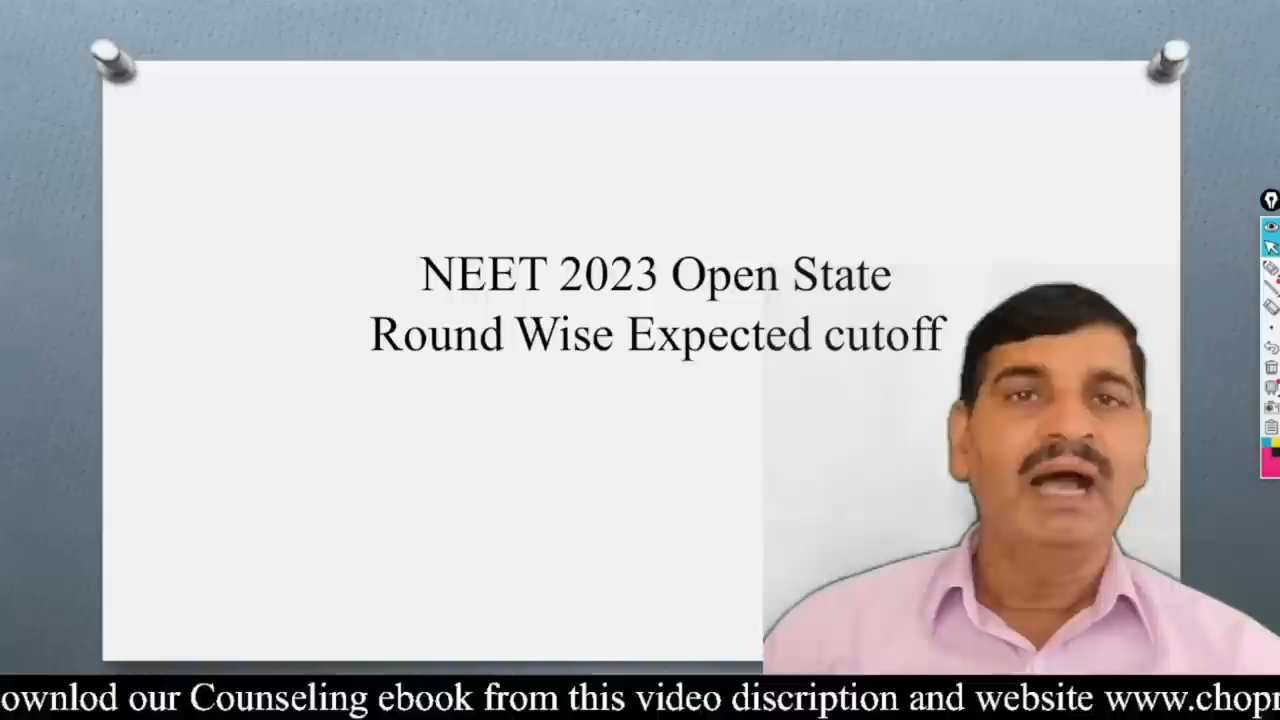 NEET 2023 Open State
Round Wise Expected cutoff
ownlod our Counseling ebook from this video discription and website www.chopr